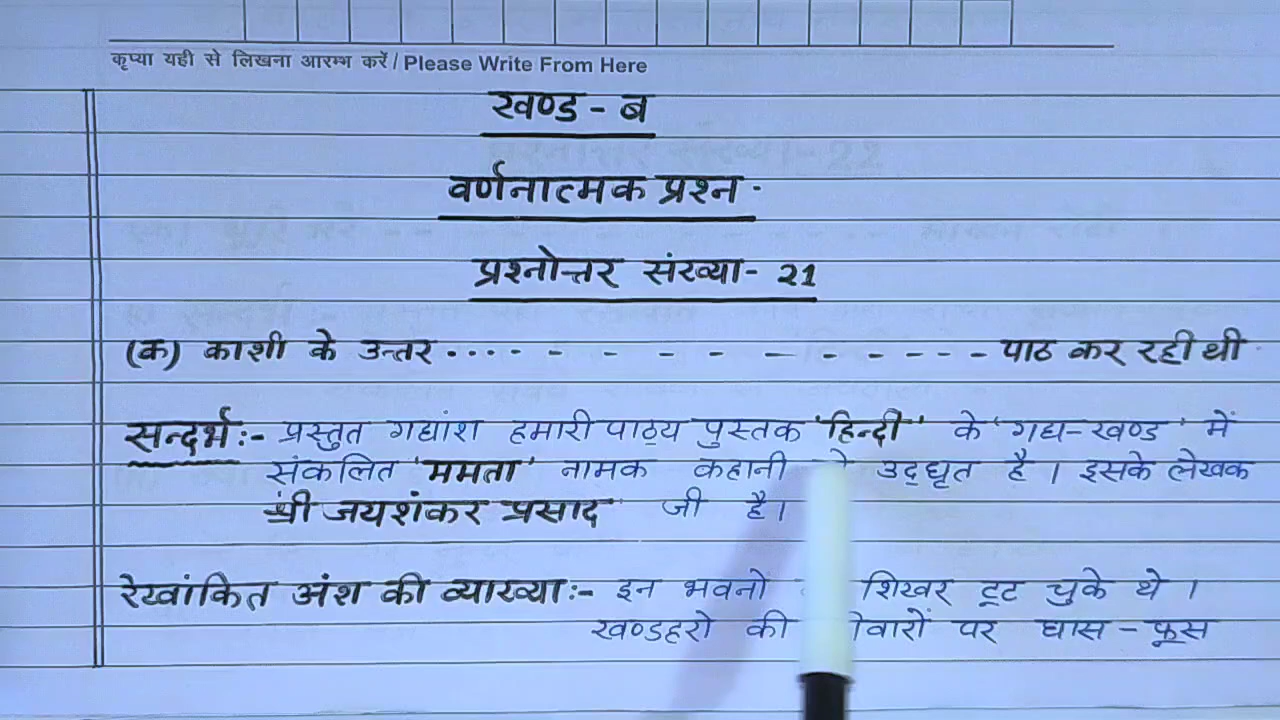 कृप्या यही से लिखना आरम्भ करें / Please Write From Here
खण्ड - ब
वर्णनात्मक प्रश्न
प्रश्नोत्तर संख्या - 21
(क) काशी के उत्तर .... - - - - - - - - - - - पाठ कर रही थी
सन्दर्भ :- प्रस्तुत गद्यांश हमारी पाठ्य पुस्तक 'हिन्दी' के 'गद्य-खण्ड' में
संकलित 'ममता' नामक कहानी उद्घृत है। इसके लेखक
श्री जयशंकर प्रसाद जी है।
रेखांकित अंश की व्याख्या :- इन भवनो शिखर टूट चुके थे।
खण्डहरो की पर घास - फूस